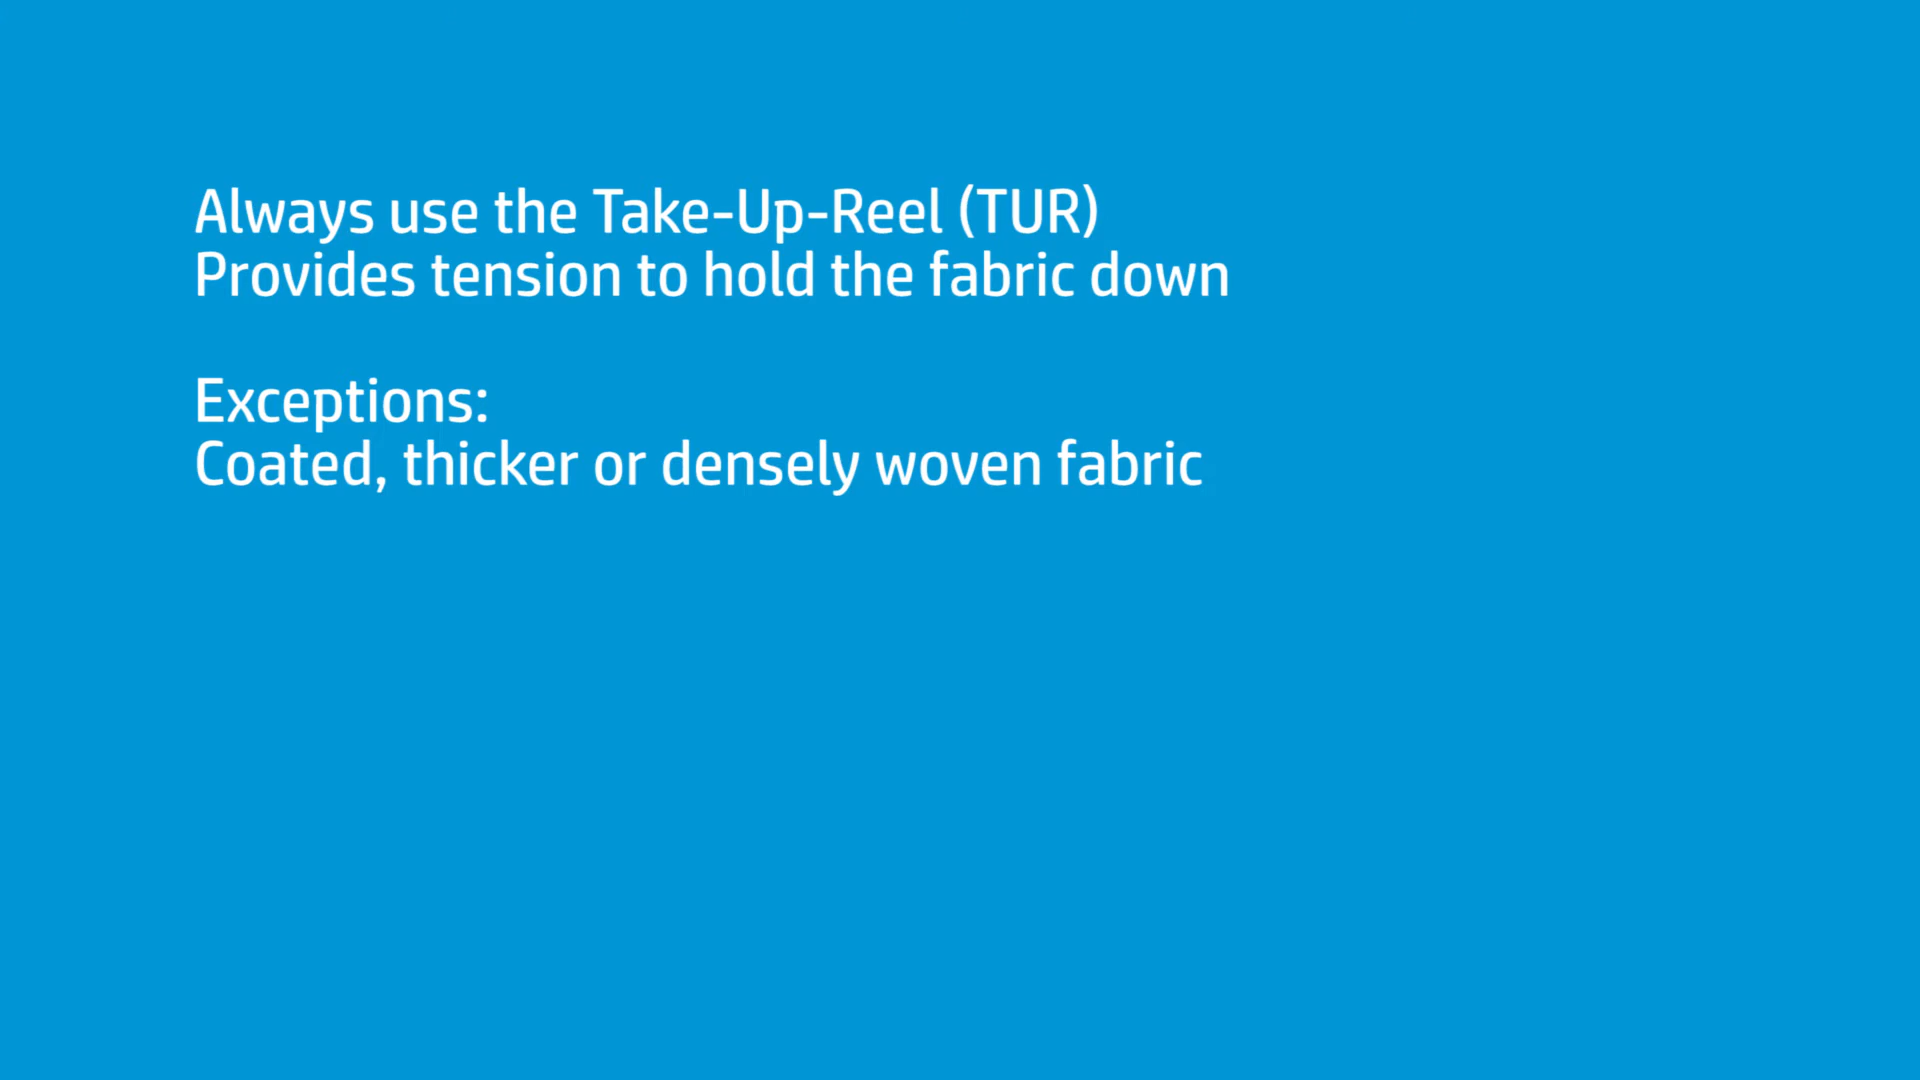 Always use the Take-Up-Reel (TUR)
Provides tension to hold the fabric down
Exceptions:
Coated, thicker or densely woven fabric